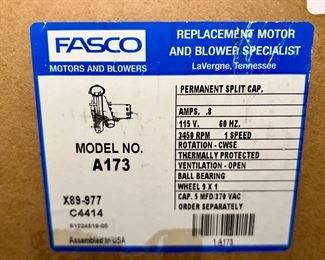 FASCO
MOTORS AND BLOWERS
REPLACEMENT MOTOR
AND BLOWER SPECIALIST
LaVergne, Tennessee
MODEL NO.
A173
X89-977
C4414
Assembled in USA
PERMANENT SPLIT CAP.
AMPS. .8
115 V. 60 HZ.
3450 RPM 1 SPEED
ROTATION - CWSE
THERMALLY PROTECTED
VENTILATION - OPEN
BALL BEARING
WHEEL 9 X 1
CAP. 5 MFD/370 VAC
ORDER SEPARATELY
1 A173